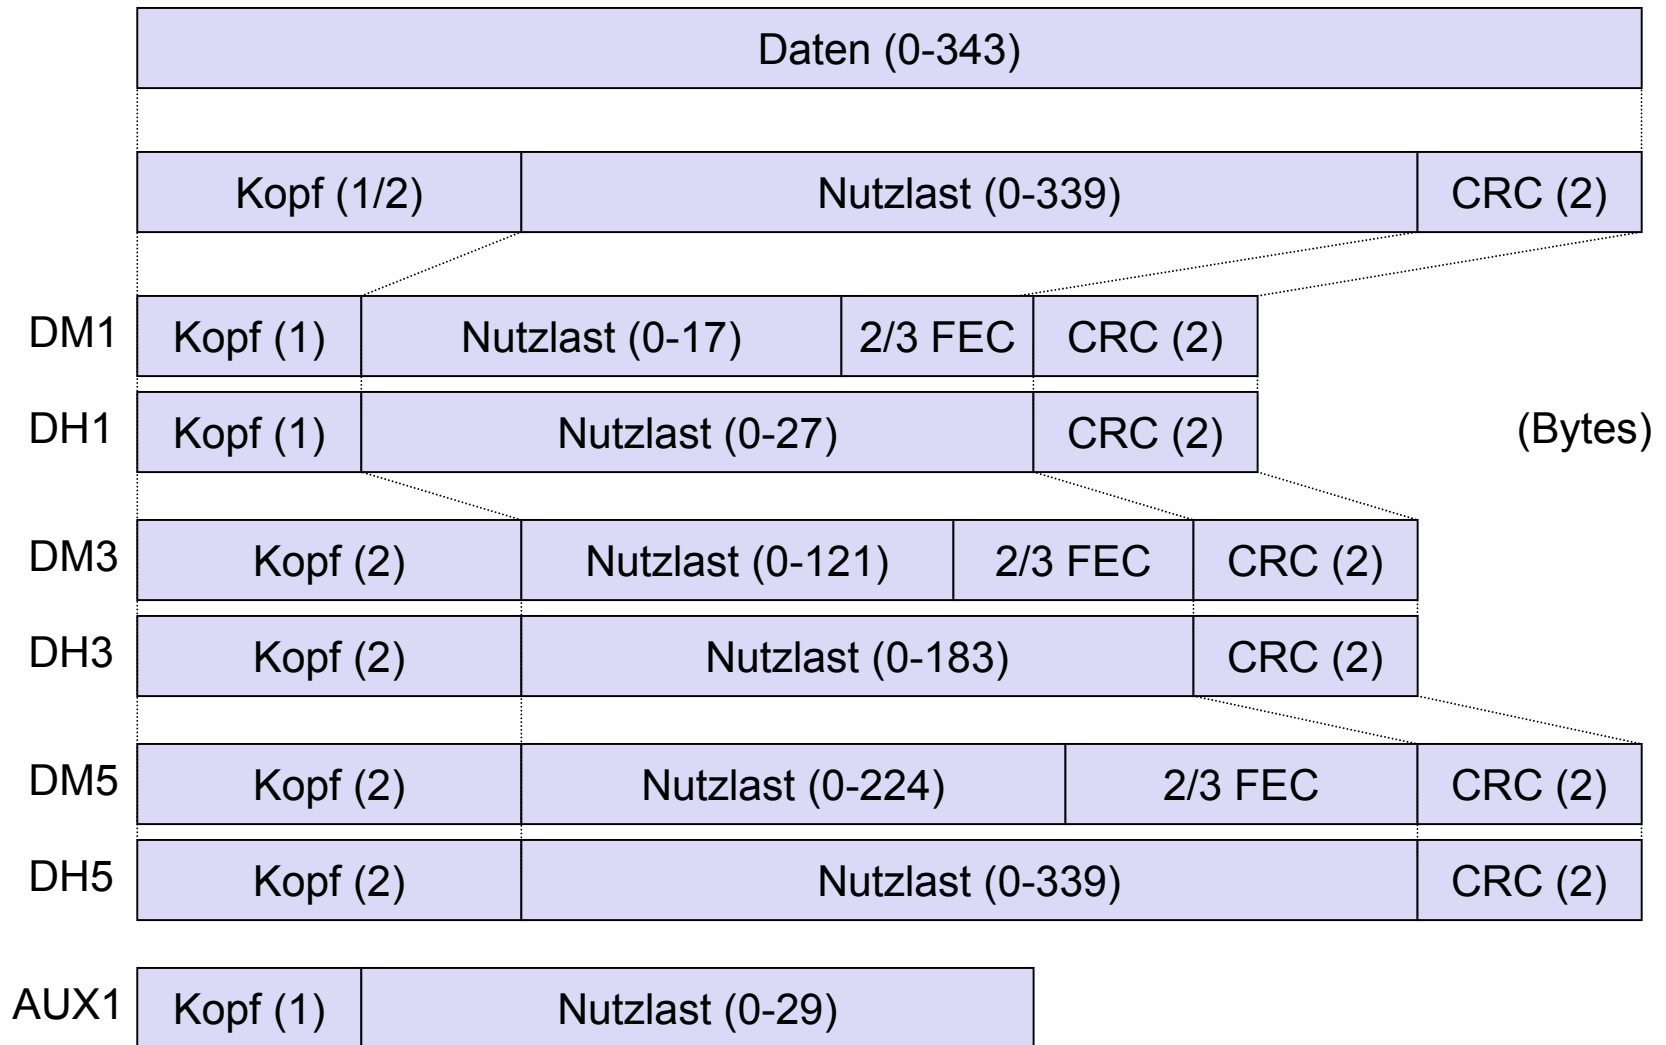 Daten (0-343)
Kopf (1/2) Nutzlast (0-339) CRC (2)
DM1 Kopf (1) Nutzlast (0-17) 2/3 FEC CRC (2)
DH1 Kopf (1) Nutzlast (0-27) CRC (2) (Bytes)
DM3 Kopf (2) Nutzlast (0-121) 2/3 FEC CRC (2)
DH3 Kopf (2) Nutzlast (0-183) CRC (2)
DM5 Kopf (2) Nutzlast (0-224) 2/3 FEC CRC (2)
DH5 Kopf (2) Nutzlast (0-339) CRC (2)
AUX1 Kopf (1) Nutzlast (0-29)